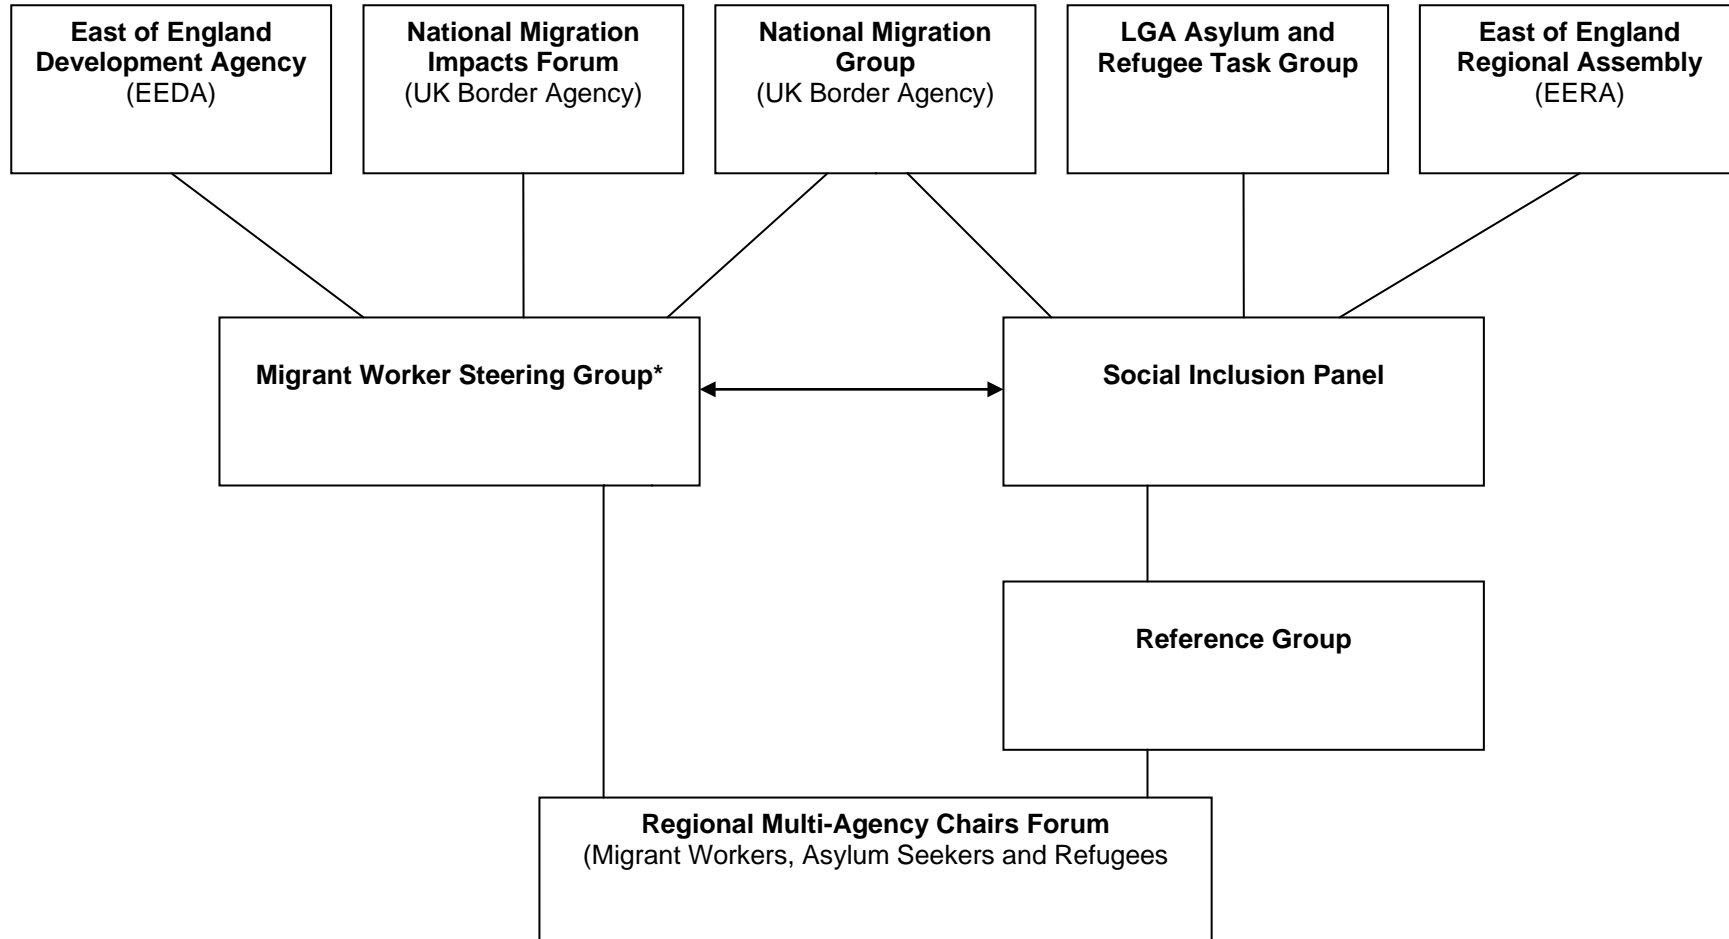 East of England
Development Agency
(EEDA)
National Migration
Impacts Forum
(UK Border Agency)
National Migration
Group
(UK Border Agency)
LGA Asylum and
Refugee Task Group
East of England
Regional Assembly
(EERA)
Migrant Worker Steering Group*
Social Inclusion Panel
Reference Group
Regional Multi-Agency Chairs Forum
(Migrant Workers, Asylum Seekers and Refugees